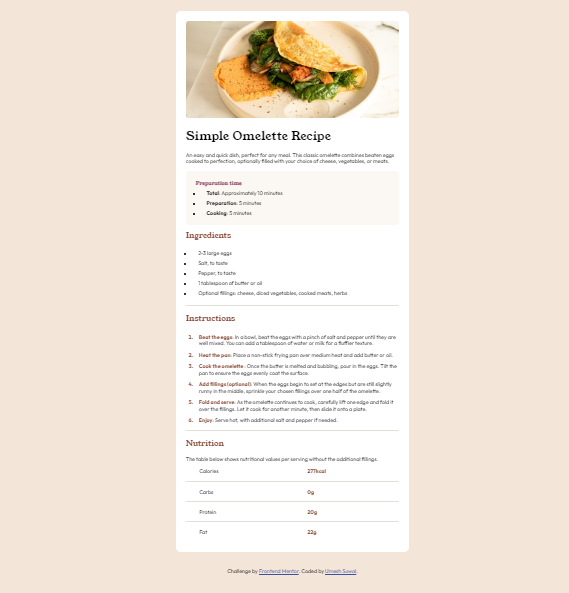 Simple Omelette Recipe
An easy and quick dish, perfect for any meal. This classic omelette combines beaten eggs
cooked to perfection, optionally filled with your choice of cheese, vegetables, or meats.
Preparation time
Total: Approximately 10 minutes
Preparation: 5 minutes
Cooking: 5 minutes
Ingredients
2-3 large eggs
Salt, to taste
Pepper, to taste
1 tablespoon of butter or oil
Optional fillings: cheese, diced vegetables, cooked meats, herbs
Instructions
1. Beat the eggs: In a bowl, beat the eggs with a pinch of salt and pepper until they are
well mixed. You can add a tablespoon of water or milk for a fluffier texture.
2. Heat the pan: Place a non-stick frying pan over medium heat and add butter or oil.
3. Cook the omelette : Once the butter is melted and bubbling, pour in the eggs. Tilt the
pan to ensure the eggs evenly coat the surface.
4. Add fillings (optional): When the eggs begin to set at the edges but are still slightly
runny in the middle, sprinkle your chosen fillings over one half of the omelette.
5. Fold and serve: As the omelette continues to cook, carefully lift one edge and fold it
over the fillings. Let it cook for another minute, then slide it onto a plate.
6. Enjoy: Serve hot, with additional salt and pepper if needed.
Nutrition
The table below shows nutritional values per serving without the additional fillings.
Calories 277kcal
Carbs 0g
Protein 20g
Fat 22g
Challenge by Frontend Mentor. Coded by Umesh Suwal.